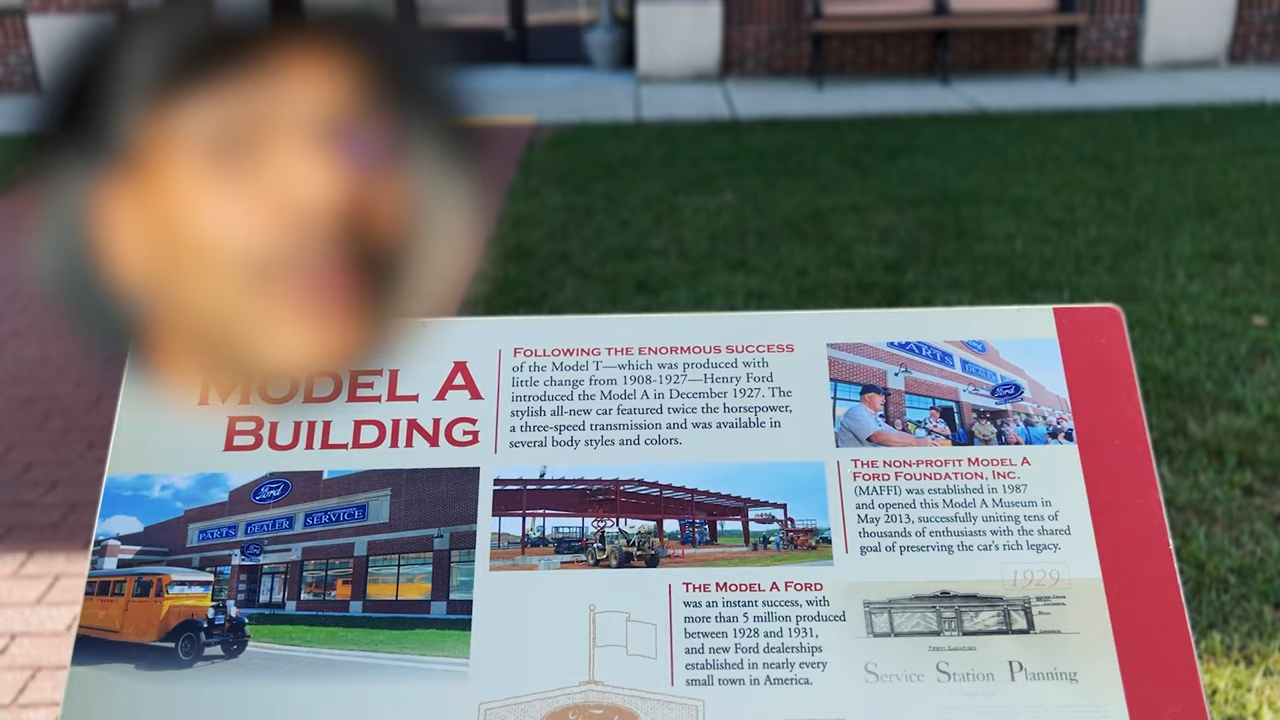 MODEL A
BUILDING
FOLLOWING THE ENORMOUS SUCCESS
of the Model T—which was produced with
little change from 1908-1927—Henry Ford
introduced the Model A in December 1927. The
stylish all-new car featured twice the horsepower,
a three-speed transmission and was available in
several body styles and colors.
PARTS
Ford
THE NON-PROFIT MODEL A
FORD FOUNDATION, INC.
(MAFFI) was established in 1987
and opened this Model A Museum in
May 2013, successfully uniting tens of
thousands of enthusiasts with the shared
goal of preserving the car's rich legacy.
Ford
PARTS DEALER SERVICE
Ford
THE MODEL A FORD
was an instant success, with
more than 5 million produced
between 1928 and 1931,
and new Ford dealerships
established in nearly every
small town in America.
1929
FRONT ELEVATION
Service Station Planning